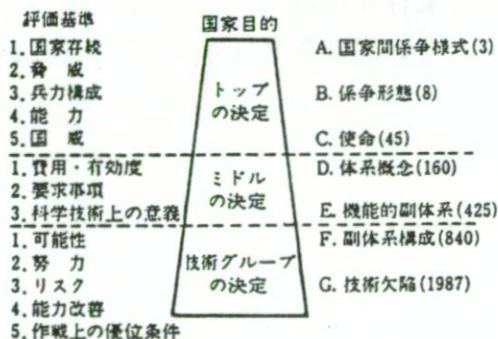 評価基準
国家目的
1. 国家存続
2. 脅 威
3. 兵力構成
4. 能 力
5. 国 威
トップ
の決定
A. 国家間係争様式(3)
B. 係争形態(8)
C. 使命(45)
1. 費用・有効度
2. 要求事項
3. 科学技術上の意義
ミドル
の決定
D. 体系概念(160)
E. 機能的副体系(425)
1. 可能性
2. 努 力
3. リスク
4. 能力改善
5. 作戦上の優位条件
技術グループ
の決定
F. 副体系構成(840)
G. 技術欠陥(1987)